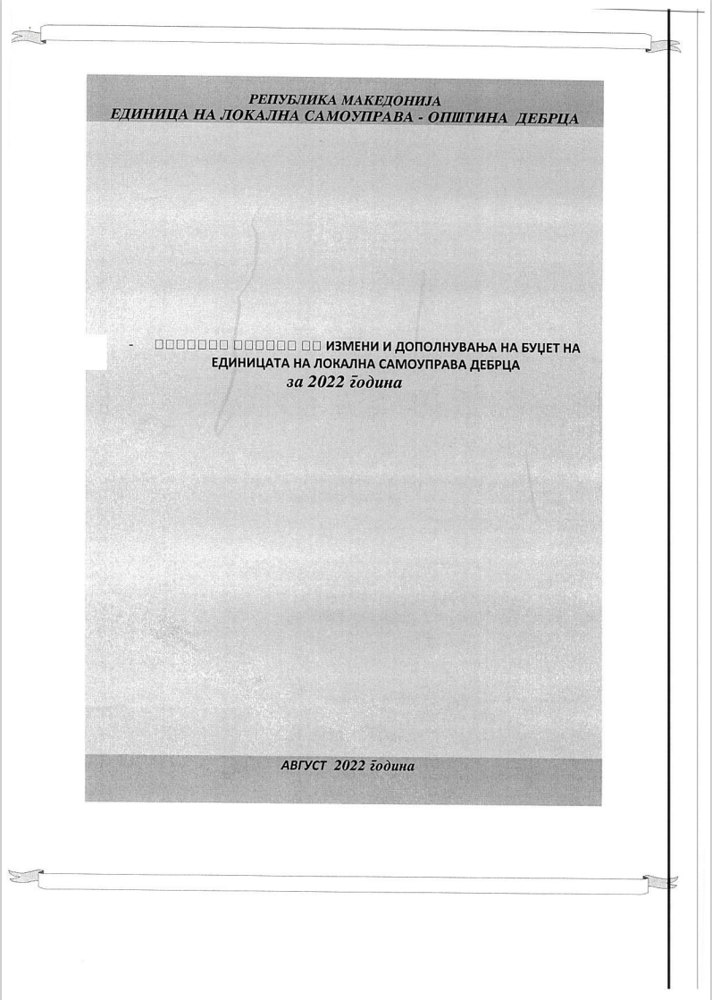 РЕПУБЛИКА МАКЕДОНИЈА
ЕДИНИЦА НА ЛОКАЛНА САМОУПРАВА - ОПШТИНА ДЕБРЦА
- □□□□□□□ □□□□□□ □□ ИЗМЕНИ И ДОПОЛНУВАЊА НА БУЏЕТ НА
ЕДИНИЦАТА НА ЛОКАЛНА САМОУПРАВА ДЕБРЦА
за 2022 година
АВГУСТ 2022 година